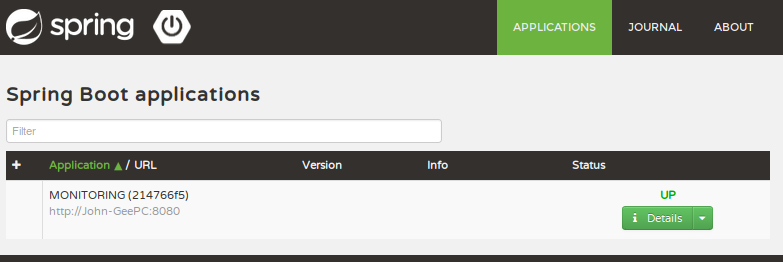 spring APPLICATIONS JOURNAL ABOUT
Spring Boot applications
Filter
Application ▲ / URL Version Info Status
MONITORING (214766f5) UP
http://John-GeePC:8080 Details